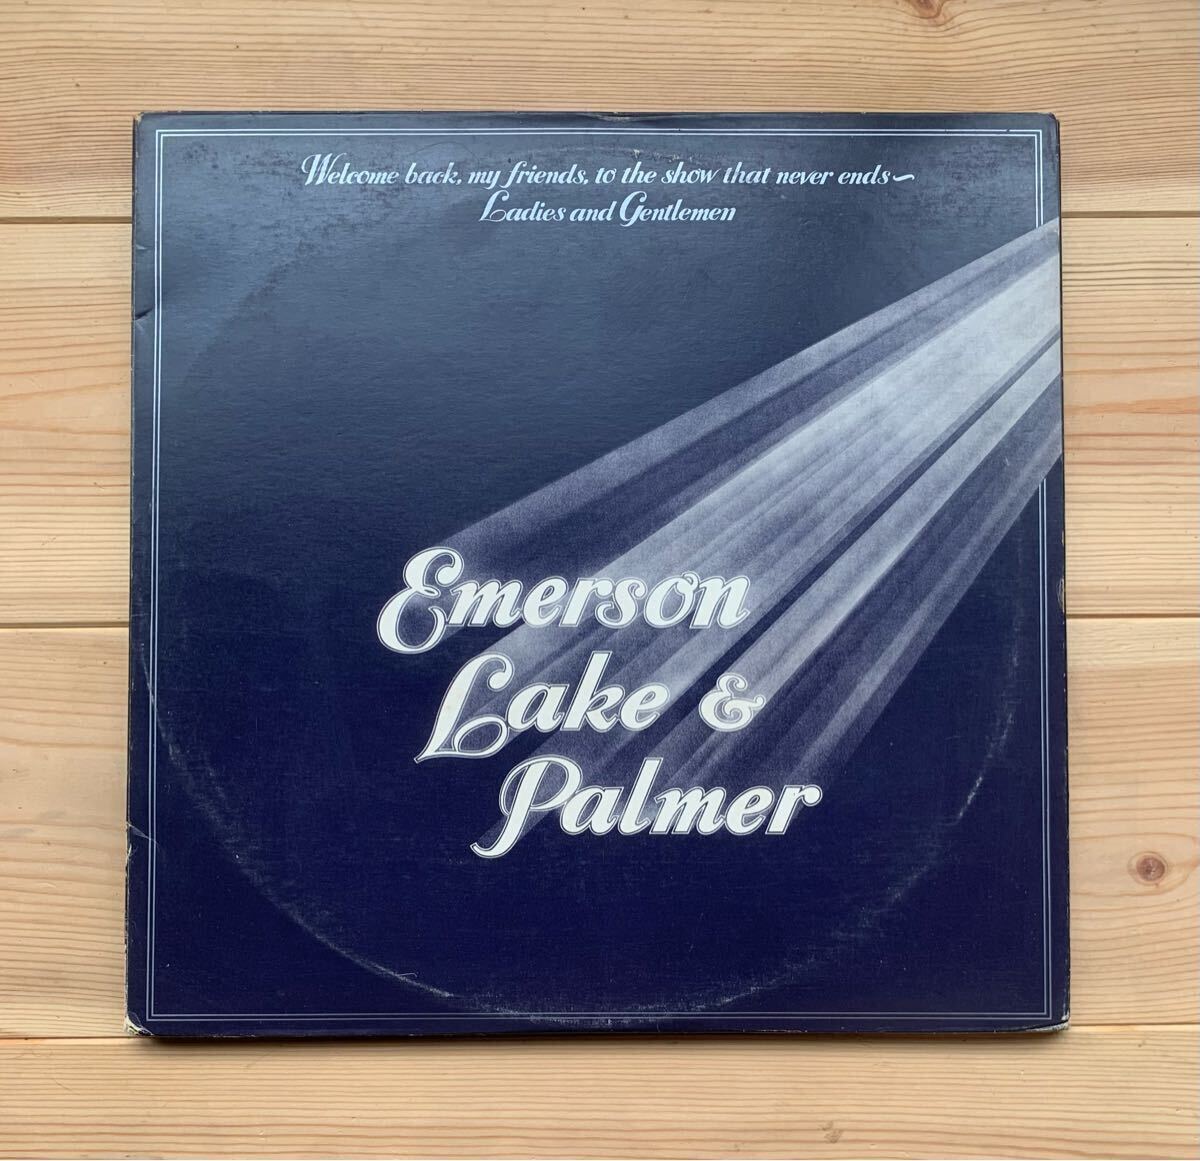 Welcome back, my friends, to the show that never ends~
Ladies and Gentlemen
Emerson
Lake &
Palmer